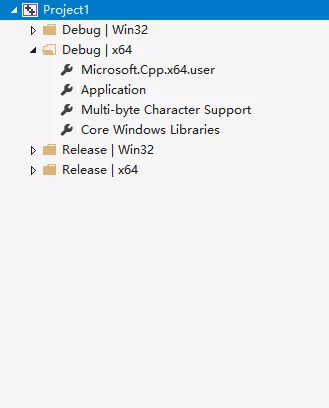 Project1
Debug | Win32
Debug | x64
Microsoft.Cpp.x64.user
Application
Multi-byte Character Support
Core Windows Libraries
Release | Win32
Release | x64